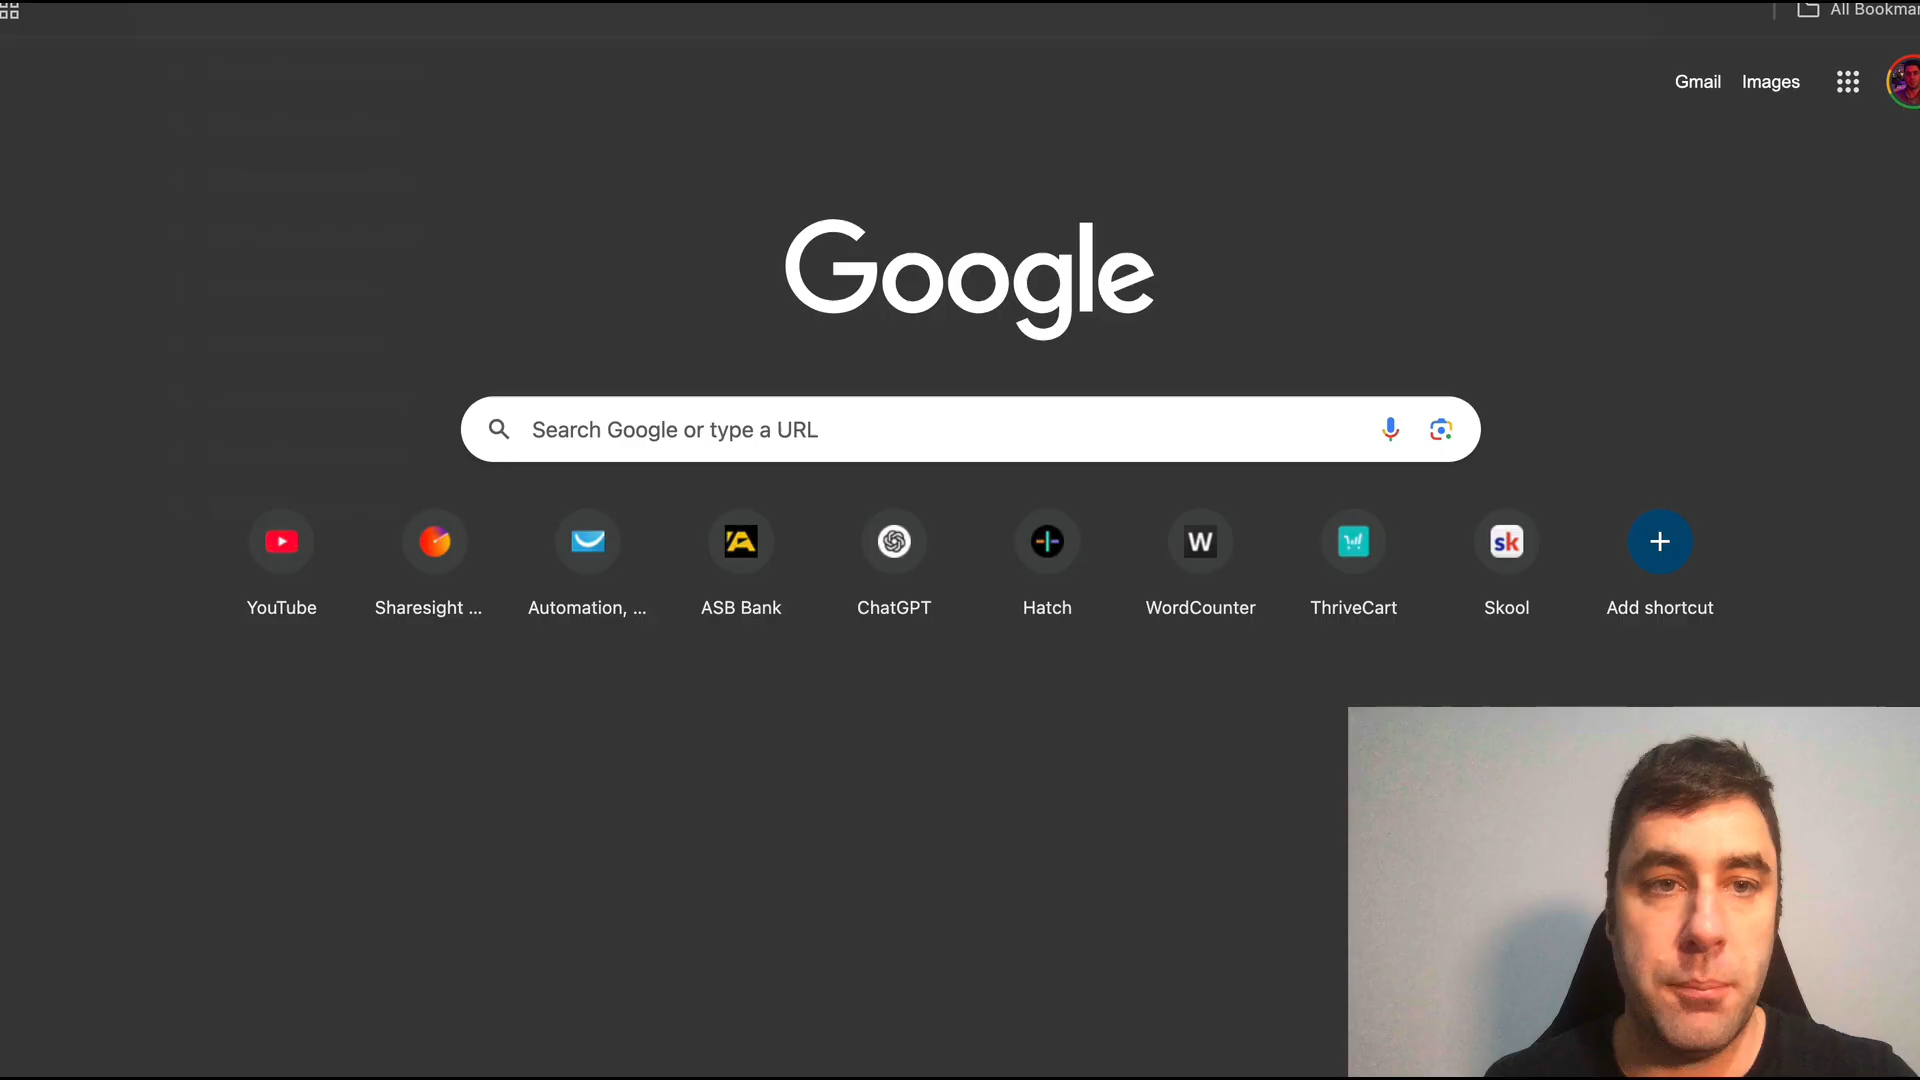 All Bookmar
Gmail Images
Google
Search Google or type a URL
W
sk
YouTube Sharesight ... Automation, ... ASB Bank ChatGPT Hatch WordCounter ThriveCart Skool Add shortcut